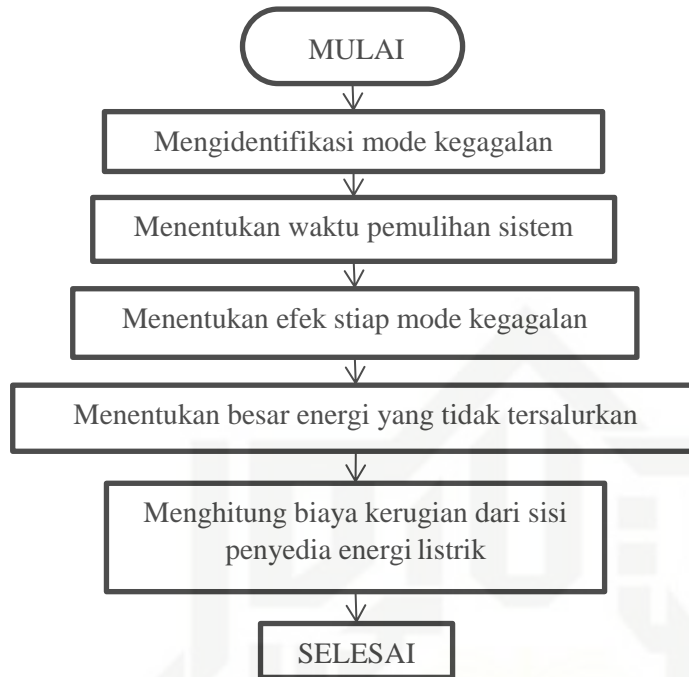 MULAI
Mengidentifikasi mode kegagalan
Menentukan waktu pemulihan sistem
Menentukan efek stiap mode kegagalan
Menentukan besar energi yang tidak tersalurkan
Menghitung biaya kerugian dari sisi
penyedia energi listrik
SELESAI